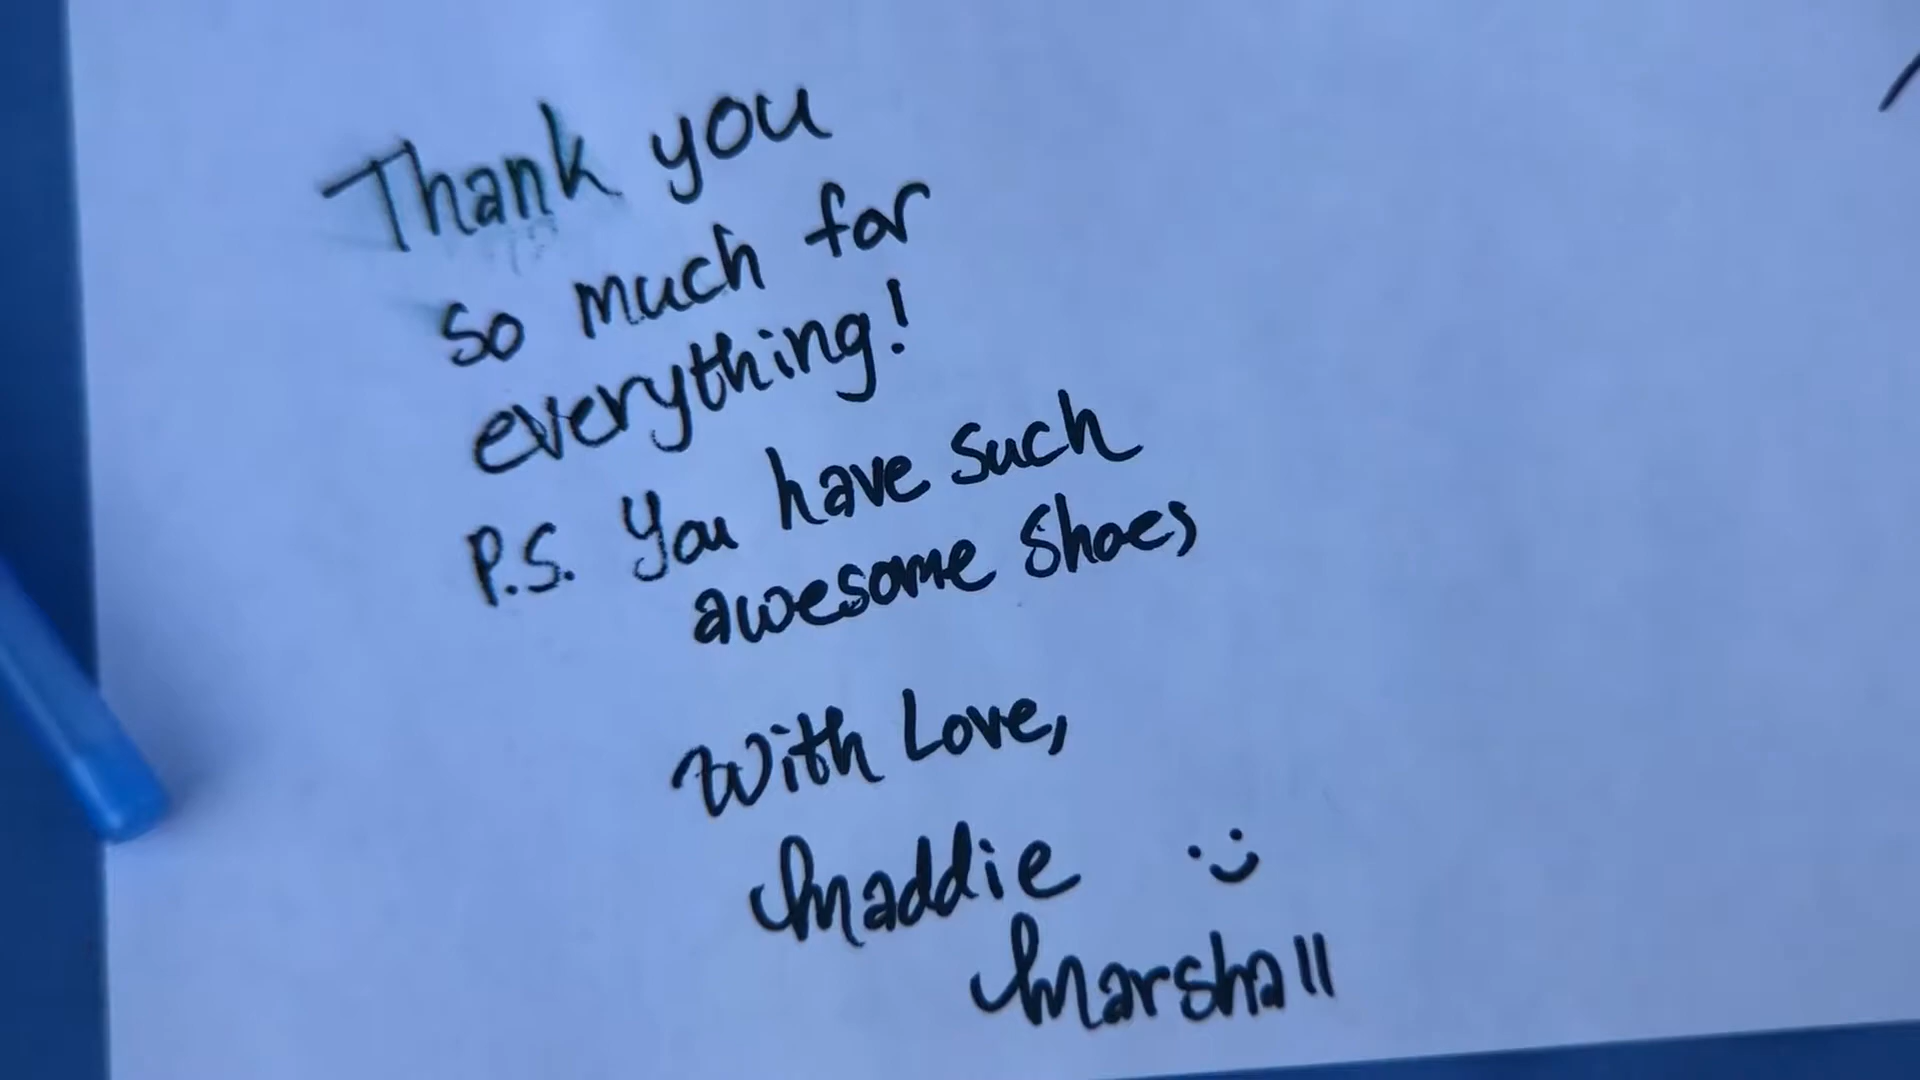 Thank you
so much for
everything!
P.S. You have such
awesome shoes
With Love,
Maddie :)
Marshall